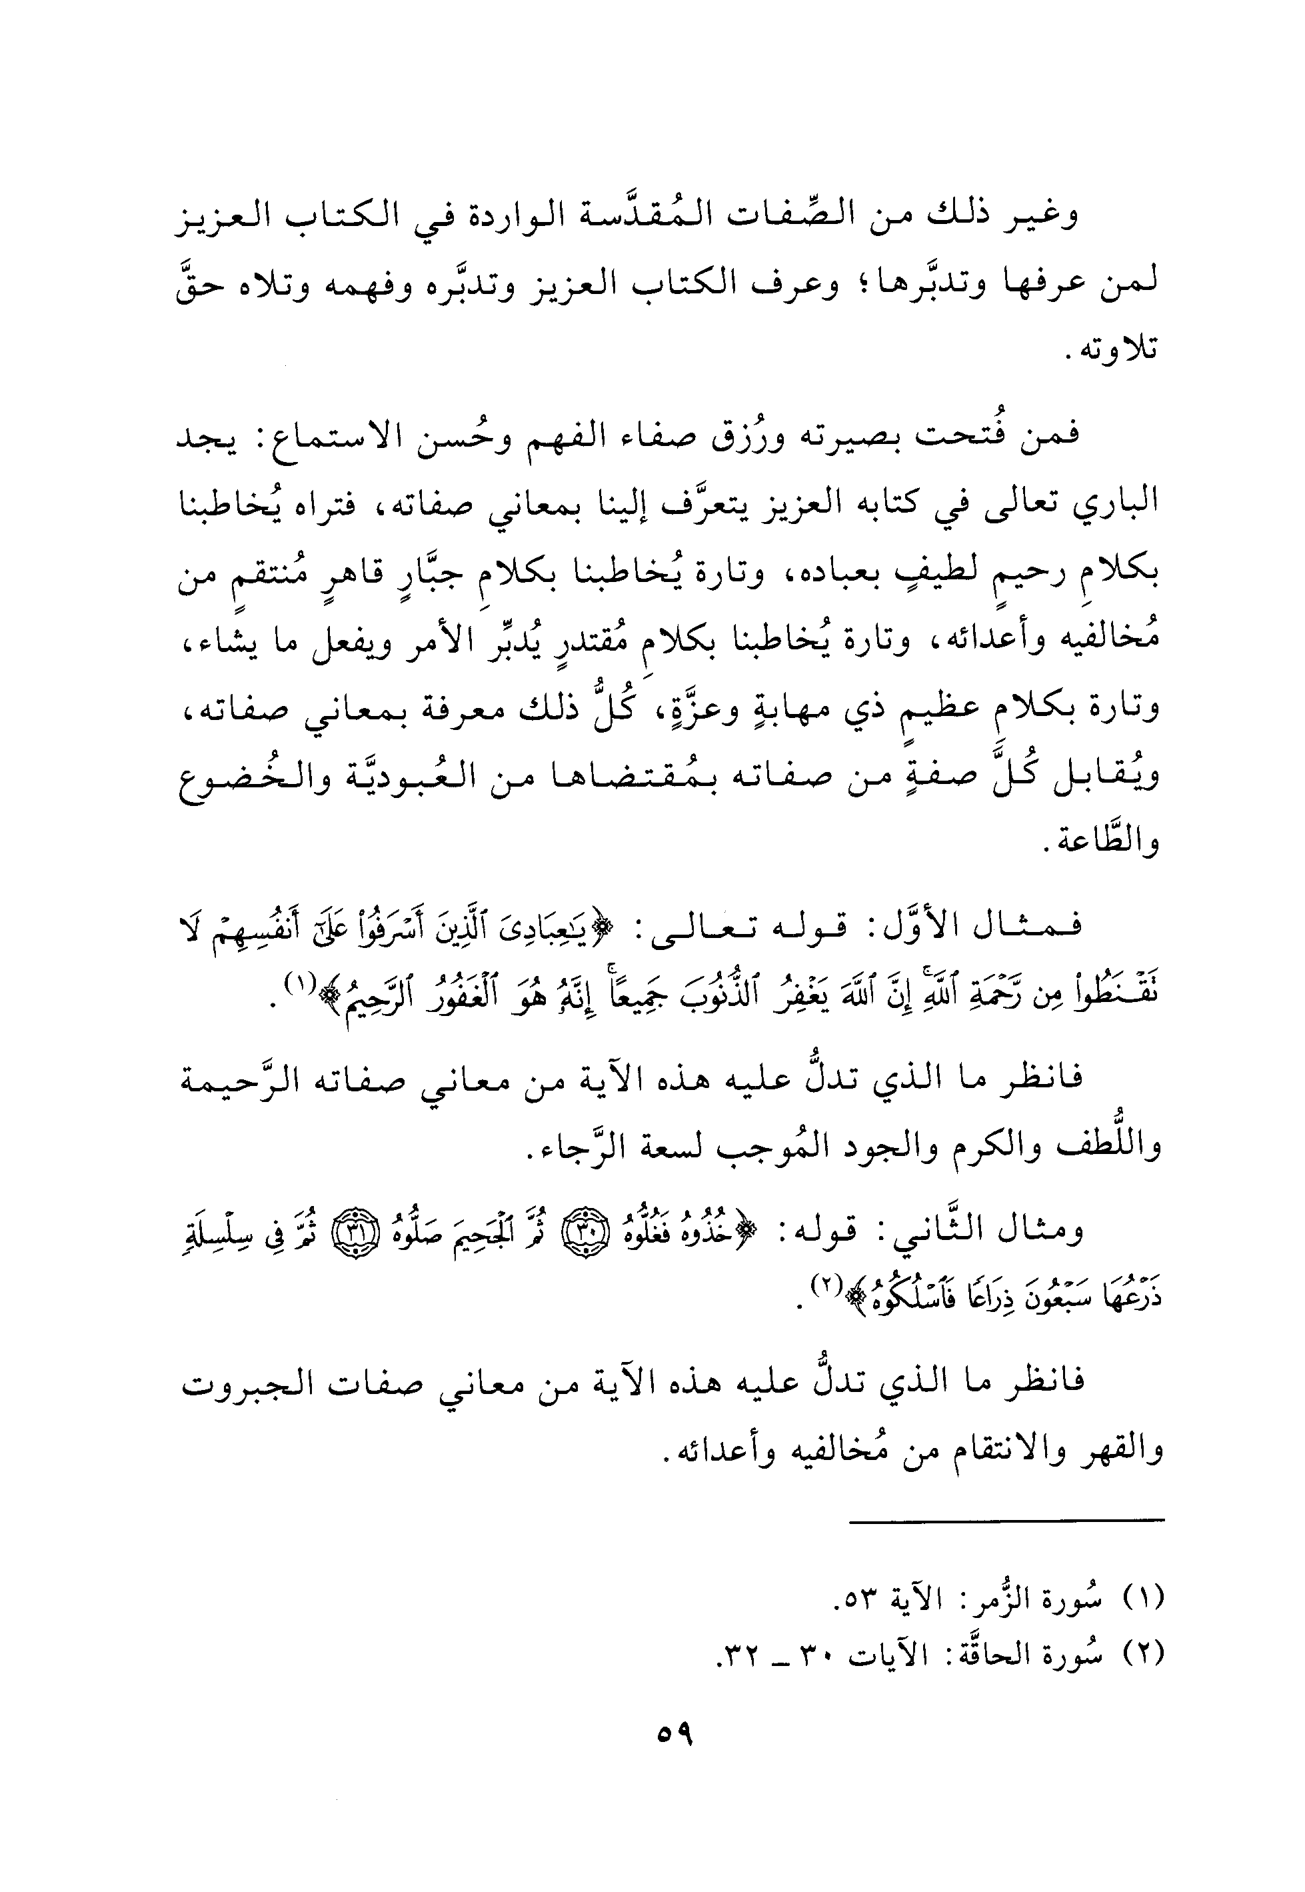 وغير ذلك من الصِّفات المُقدَّسة الواردة في الكتاب العزيز
لمن عرفها وتدبَّرها؛ وعرف الكتاب العزيز وتدبَّره وفهمه وتلاه حقَّ
تلاوته.
فمن فُتحت بصيرته ورُزق صفاء الفهم وحُسن الاستماع: يجد
الباري تعالى في كتابه العزيز يتعرَّف إلينا بمعاني صفاته، فتراه يُخاطبنا
بكلامِ رحيمٍ لطيفٍ بعباده، وتارة يُخاطبنا بكلامِ جبَّارٍ قاهرٍ مُنتقمٍ من
مُخالفيه وأعدائه، وتارة يُخاطبنا بكلامِ مُقتدرٍ يُدبِّر الأمر ويفعل ما يشاء،
وتارة بكلامِ عظيمٍ ذي مهابةٍ وعزَّةٍ، كُلُّ ذلك معرفة بمعاني صفاته،
ويُقابل كُلَّ صفةٍ من صفاته بمُقتضاها من العُبوديَّة والخُضوع
والطَّاعة.
فمثال الأوَّل: قوله تعالى: ﴿يَٰعِبَادِىَ ٱلَّذِينَ أَسْرَفُوا۟ عَلَىٰٓ أَنفُسِهِمْ لَا
تَقْنَطُوا۟ مِن رَّحْمَةِ ٱللَّهِ ۚ إِنَّ ٱللَّهَ يَغْفِرُ ٱلذُّنُوبَ جَمِيعًا ۚ إِنَّهُۥ هُوَ ٱلْغَفُورُ ٱلرَّحِيمُ﴾(١).
فانظر ما الذي تدلُّ عليه هذه الآية من معاني صفاته الرَّحيمة
واللُّطف والكرم والجود المُوجب لسعة الرَّجاء.
ومثال الثَّاني: قوله: ﴿خُذُوهُ فَغُلُّوهُ ٣٠ ثُمَّ ٱلْجَحِيمَ صَلُّوهُ ٣١ ثُمَّ فِى سِلْسِلَةٍ
ذَرْعُهَا سَبْعُونَ ذِرَاعًا فَٱسْلُكُوهُ﴾(٢).
فانظر ما الذي تدلُّ عليه هذه الآية من معاني صفات الجبروت
والقهر والانتقام من مُخالفيه وأعدائه.
(١) سُورة الزُّمر: الآية ٥٣.
(٢) سُورة الحاقَّة: الآيات ٣٠ ــ ٣٢.
٥٩